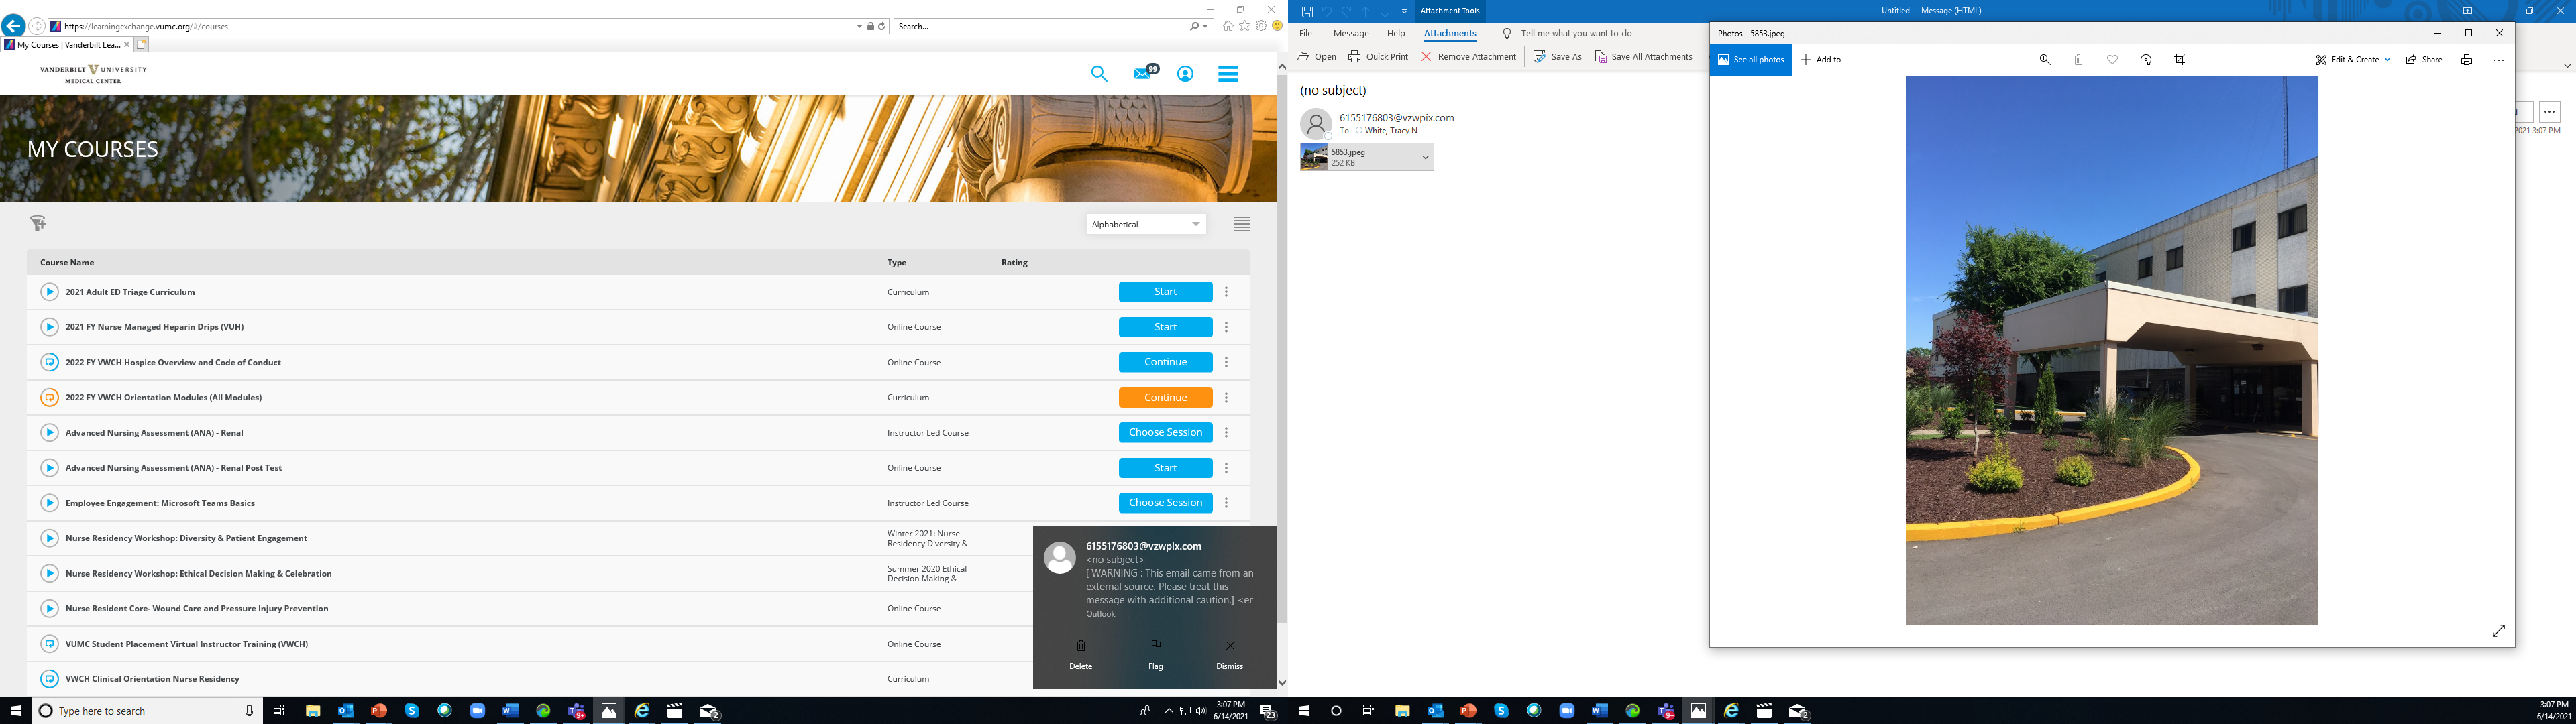 https://learningexchange.vumc.org/#/courses
Search...
My Courses | Vanderbilt Lea...
VANDERBILT UNIVERSITY
MEDICAL CENTER
99
MY COURSES
Alphabetical
Course Name Type Rating
2021 Adult ED Triage Curriculum Curriculum Start
2021 FY Nurse Managed Heparin Drips (VUH) Online Course Start
2022 FY VWCH Hospice Overview and Code of Conduct Online Course Continue
2022 FY VWCH Orientation Modules (All Modules) Curriculum Continue
Advanced Nursing Assessment (ANA) - Renal Instructor Led Course Choose Session
Advanced Nursing Assessment (ANA) - Renal Post Test Online Course Start
Employee Engagement: Microsoft Teams Basics Instructor Led Course Choose Session
Nurse Residency Workshop: Diversity & Patient Engagement Winter 2021: Nurse
Residency Diversity &
Nurse Residency Workshop: Ethical Decision Making & Celebration Summer 2020 Ethical
Decision Making &
Nurse Resident Core- Wound Care and Pressure Injury Prevention Online Course
VUMC Student Placement Virtual Instructor Training (VWCH) Online Course
VWCH Clinical Orientation Nurse Residency Curriculum
6155176803@vzwpix.com
<no subject>
[ WARNING : This email came from an
external source. Please treat this
message with additional caution.] <er
Outlook
Delete Flag Dismiss
Type here to search
9+
2
3:07 PM
6/14/2021
23
Attachment Tools
Untitled - Message (HTML)
File Message Help Attachments Tell me what you want to do
Open Quick Print Remove Attachment Save As Save All Attachments
(no subject)
6155176803@vzwpix.com
To White, Tracy N
5853.jpeg
252 KB
2021 3:07 PM
Photos - 5853.jpeg
See all photos Add to Edit & Create Share
9+
2
3:07 PM
6/14/2021